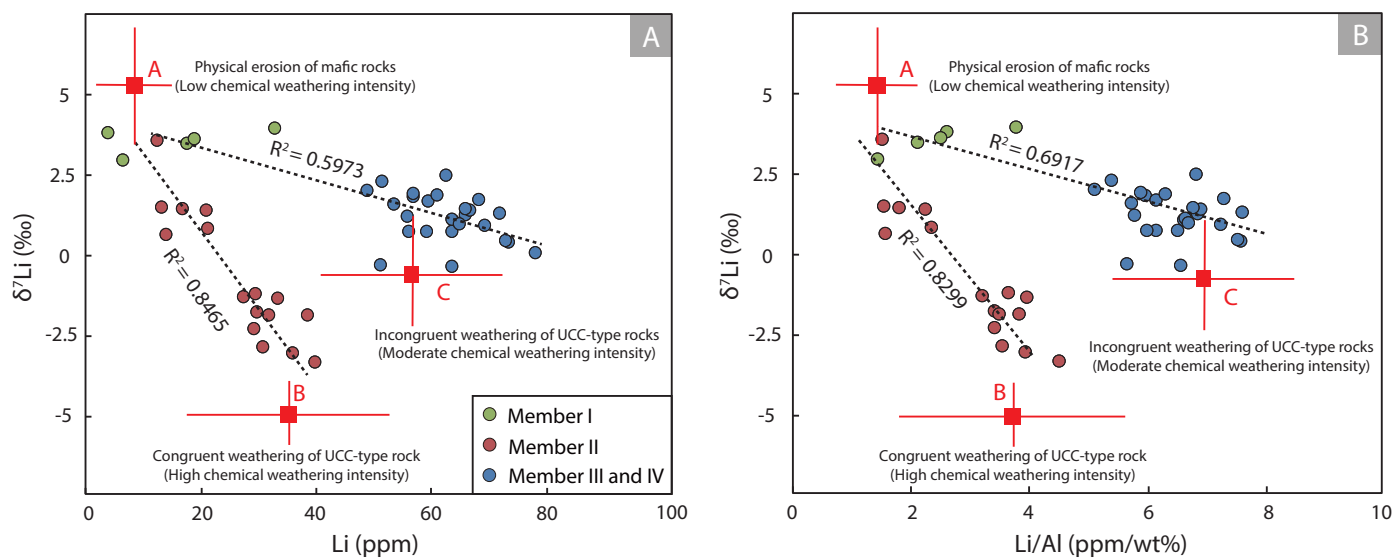 A
A
Physical erosion of mafic rocks
(Low chemical weathering intensity)
5
2.5
0
-2.5
-5
δ⁷Li (‰)
R² = 0.5973
R² = 0.8465
C
Incongruent weathering of UCC-type rocks
(Moderate chemical weathering intensity)
B
Congruent weathering of UCC-type rock
(High chemical weathering intensity)
Member I
Member II
Member III and IV
0 20 40 60 80 100
Li (ppm)
B
A
Physical erosion of mafic rocks
(Low chemical weathering intensity)
5
2.5
0
-2.5
-5
δ⁷Li (‰)
R² = 0.6917
R² = 0.8299
C
Incongruent weathering of UCC-type rocks
(Moderate chemical weathering intensity)
B
Congruent weathering of UCC-type rock
(High chemical weathering intensity)
0 2 4 6 8 10
Li/Al (ppm/wt%)